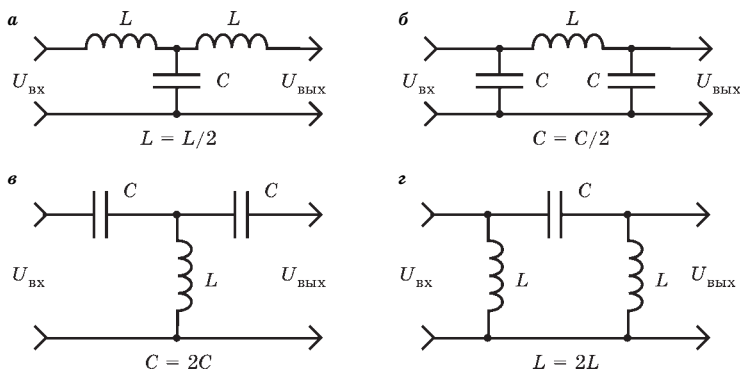 а
L L
C
U вх
U вых
L = L/2
б
L
C C
U вх
U вых
C = C/2
в
C C
L
U вх
U вых
C = 2C
г
C
L L
U вх
U вых
L = 2L